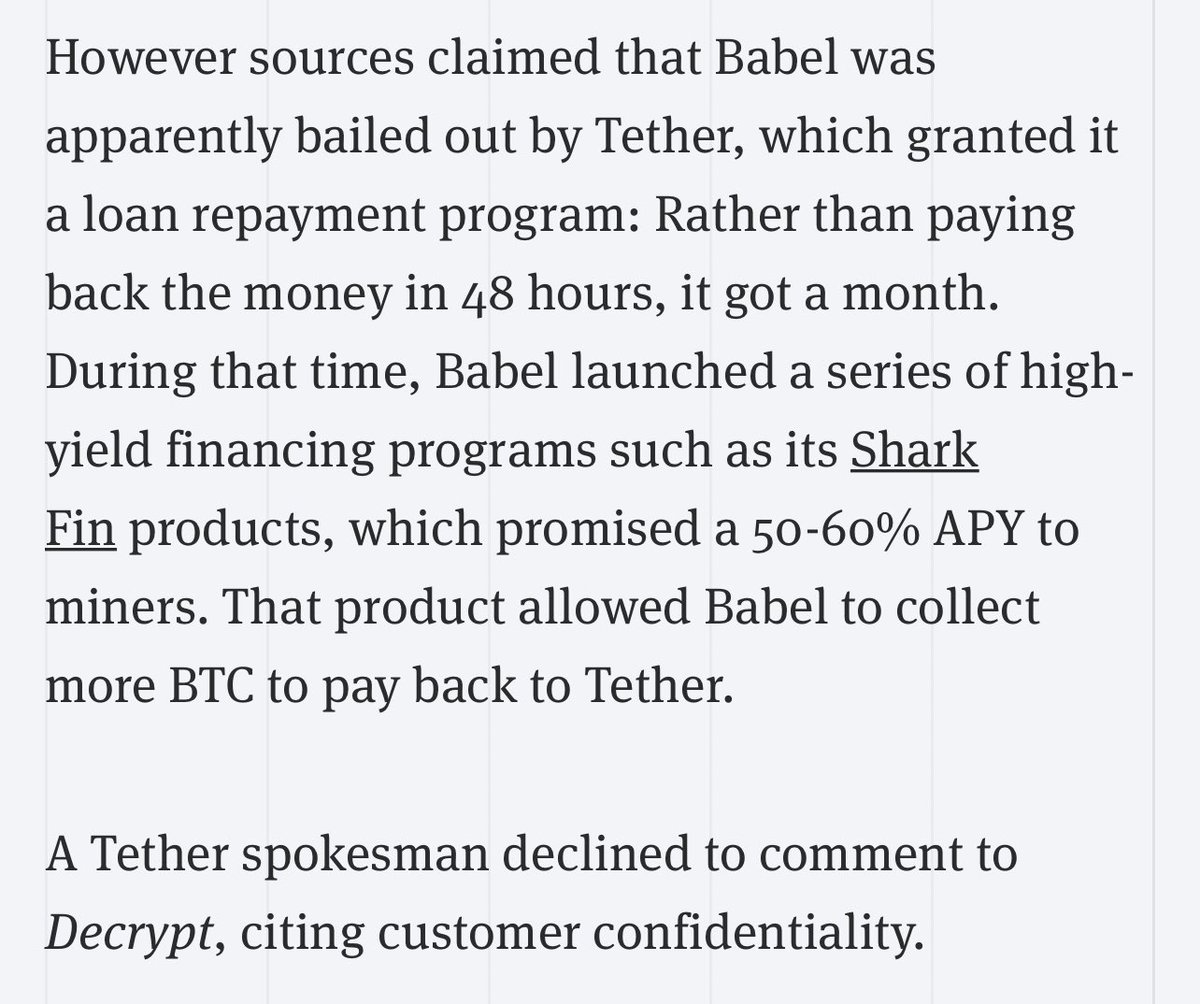 However sources claimed that Babel was
apparently bailed out by Tether, which granted it
a loan repayment program: Rather than paying
back the money in 48 hours, it got a month.
During that time, Babel launched a series of high-
yield financing programs such as its Shark
Fin products, which promised a 50-60% APY to
miners. That product allowed Babel to collect
more BTC to pay back to Tether.
A Tether spokesman declined to comment to
Decrypt, citing customer confidentiality.